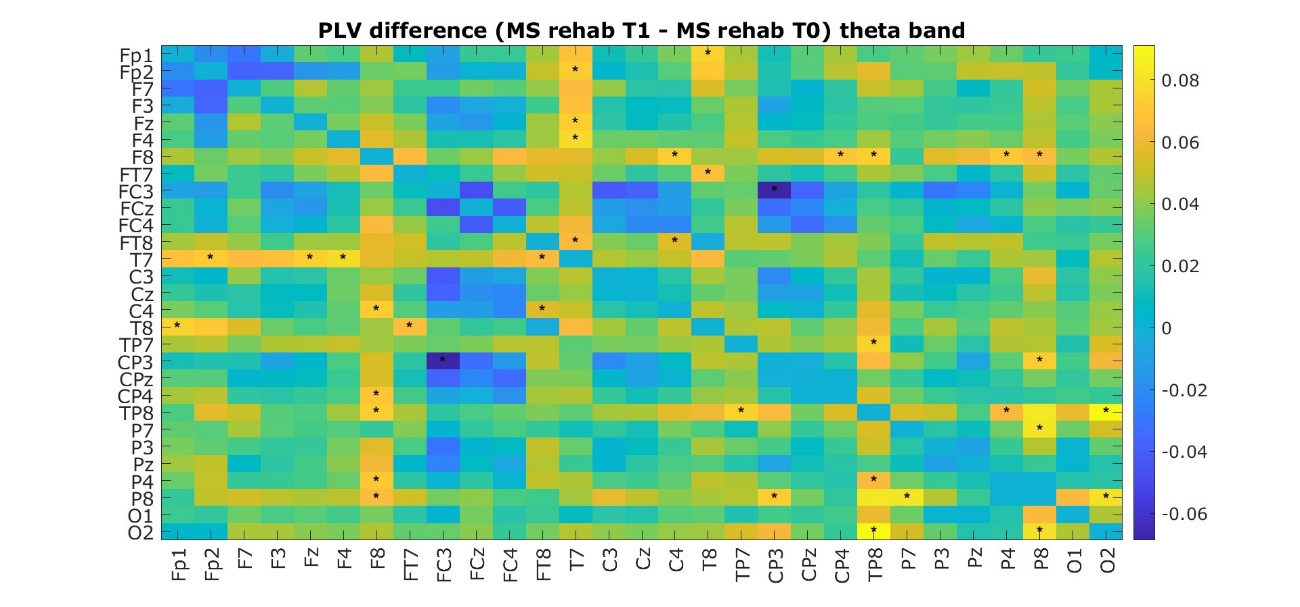 PLV difference (MS rehab T1 - MS rehab T0) theta band
Fp1
Fp2
F7
F3
Fz
F4
F8
FT7
FC3
FCz
FC4
FT8
T7
C3
Cz
C4
T8
TP7
CP3
CPz
CP4
TP8
P7
P3
Pz
P4
P8
O1
O2
0.08
0.06
0.04
0.02
0
-0.02
-0.04
-0.06
Fp1 Fp2 F7 F3 Fz F4 F8 FT7 FC3 FCz FC4 FT8 T7 C3 Cz C4 T8 TP7 CP3 CPz CP4 TP8 P7 P3 Pz P4 P8 O1 O2